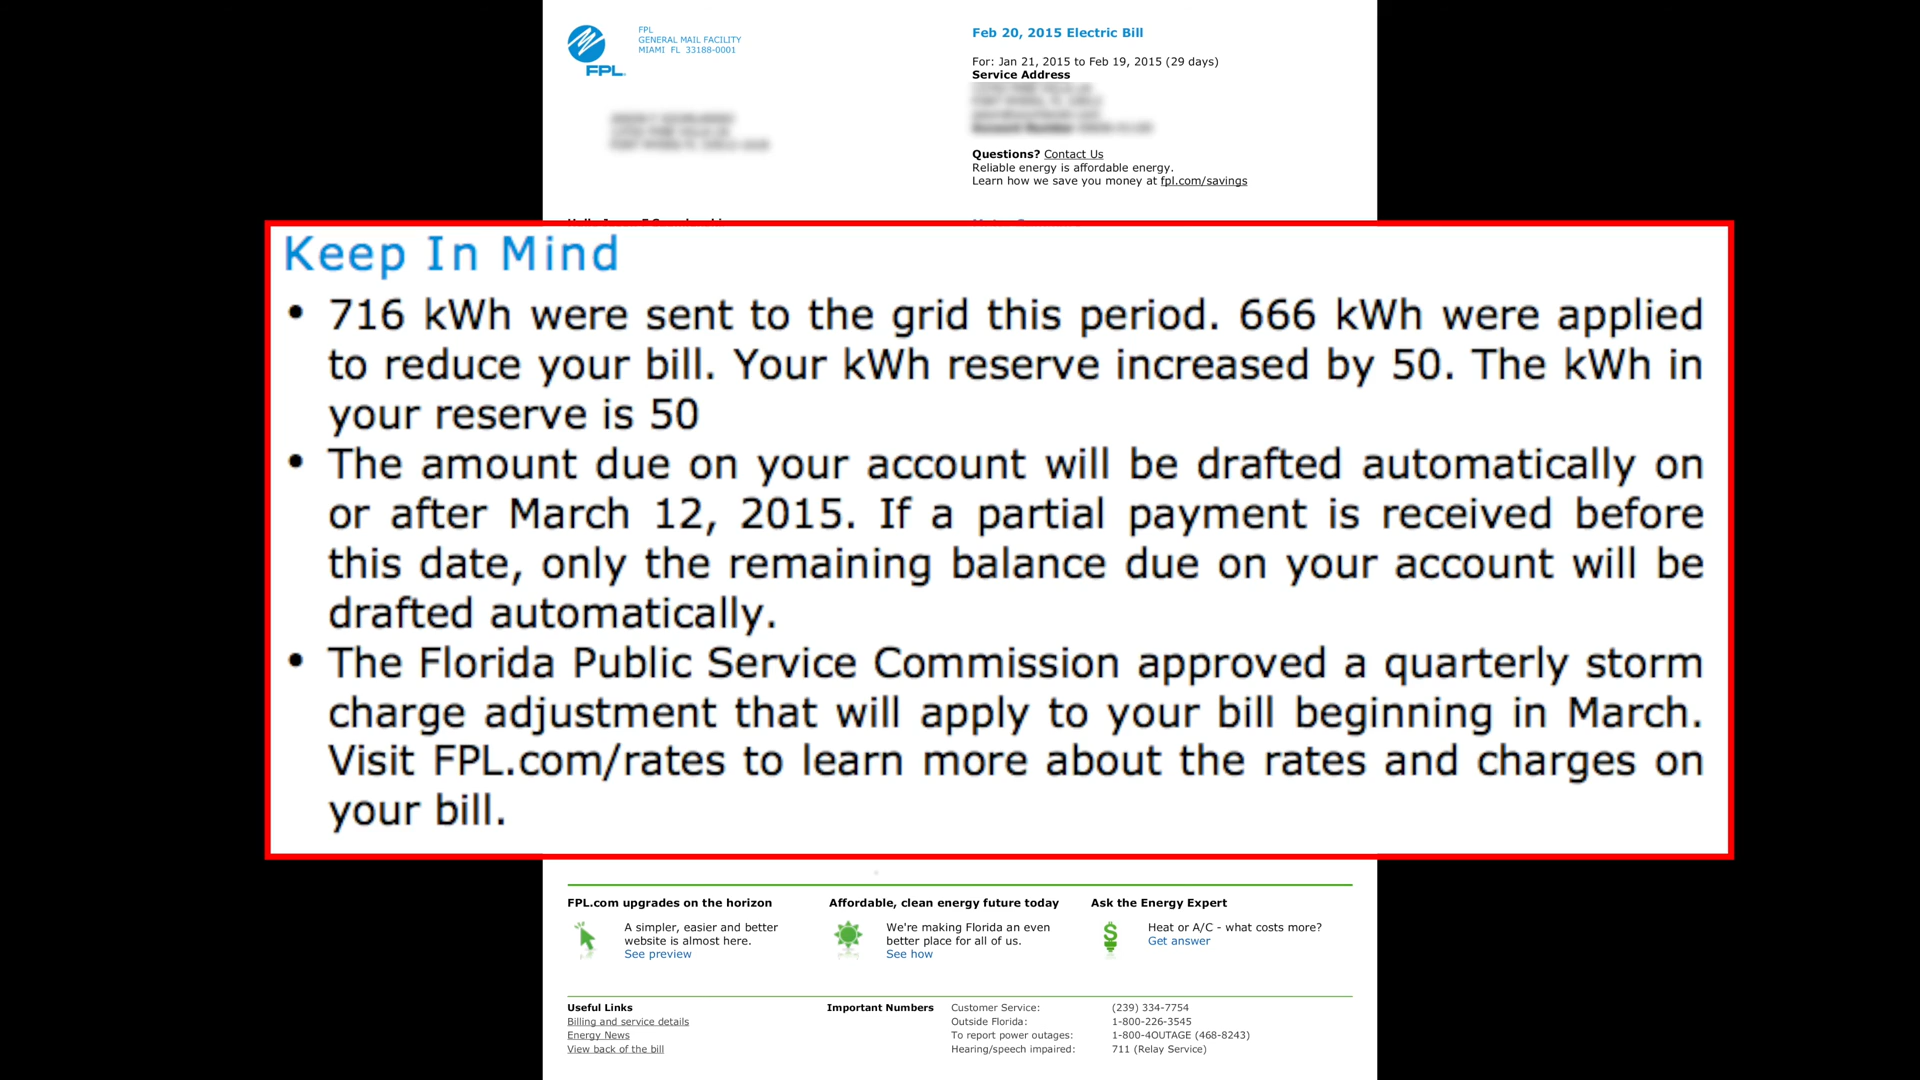 FPL
GENERAL MAIL FACILITY
MIAMI FL 33188-0001
FPL.
Feb 20, 2015 Electric Bill
For: Jan 21, 2015 to Feb 19, 2015 (29 days)
Service Address
Account Number
Questions? Contact Us
Reliable energy is affordable energy.
Learn how we save you money at fpl.com/savings
Keep In Mind
• 716 kWh were sent to the grid this period. 666 kWh were applied
to reduce your bill. Your kWh reserve increased by 50. The kWh in
your reserve is 50
• The amount due on your account will be drafted automatically on
or after March 12, 2015. If a partial payment is received before
this date, only the remaining balance due on your account will be
drafted automatically.
• The Florida Public Service Commission approved a quarterly storm
charge adjustment that will apply to your bill beginning in March.
Visit FPL.com/rates to learn more about the rates and charges on
your bill.
FPL.com upgrades on the horizon
A simpler, easier and better
website is almost here.
See preview
Affordable, clean energy future today
We're making Florida an even
better place for all of us.
See how
Ask the Energy Expert
Heat or A/C - what costs more?
Get answer
Useful Links
Billing and service details
Energy News
View back of the bill
Important Numbers
Customer Service: (239) 334-7754
Outside Florida: 1-800-226-3545
To report power outages: 1-800-4OUTAGE (468-8243)
Hearing/speech impaired: 711 (Relay Service)